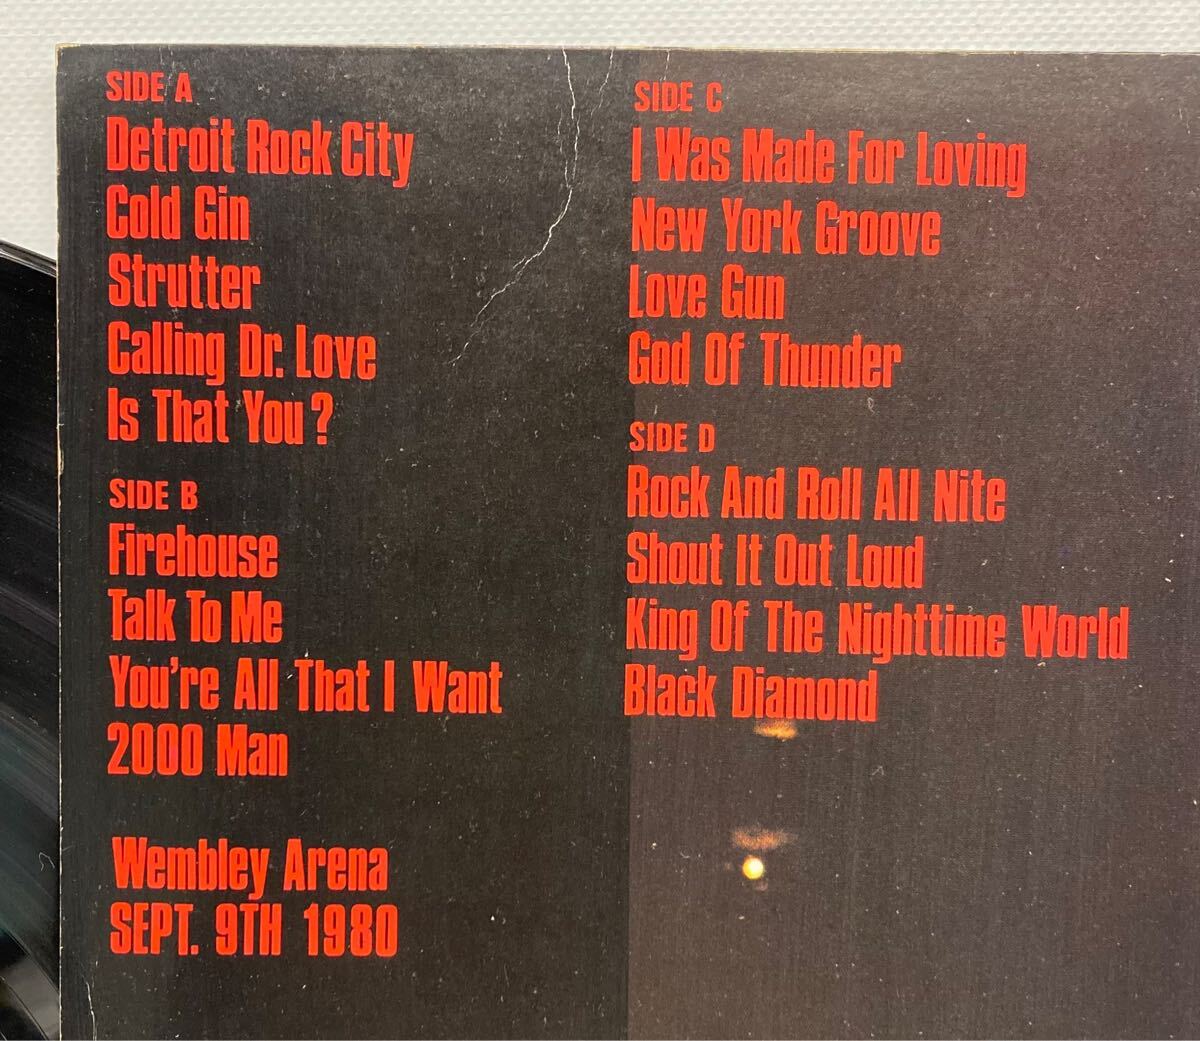 SIDE A
Detroit Rock City
Cold Gin
Strutter
Calling Dr. Love
Is That You?
SIDE B
Firehouse
Talk To Me
You're All That I Want
2000 Man
Wembley Arena
SEPT. 9TH 1980
SIDE C
I Was Made For Loving
New York Groove
Love Gun
God Of Thunder
SIDE D
Rock And Roll All Nite
Shout It Out Loud
King Of The Nighttime World
Black Diamond